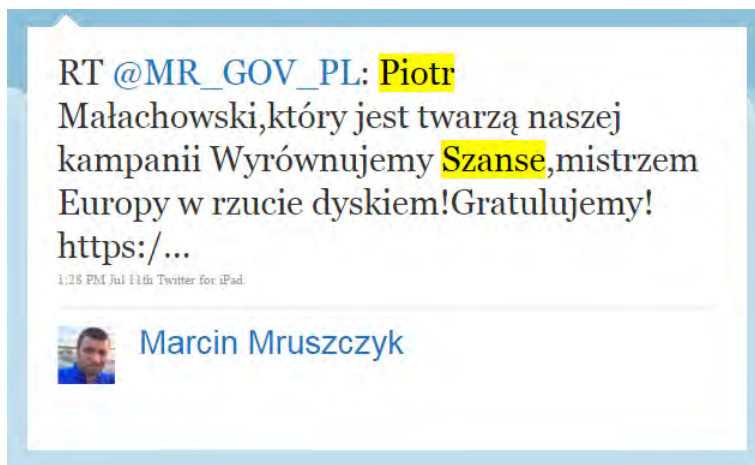 RT @MR_GOV_PL: Piotr
Małachowski,który jest twarzą naszej
kampanii Wyrównujemy Szanse,mistrzem
Europy w rzucie dyskiem!Gratulujemy!
https:/...
1:28 PM Jul 11th Twitter for iPad
Marcin Mruszczyk